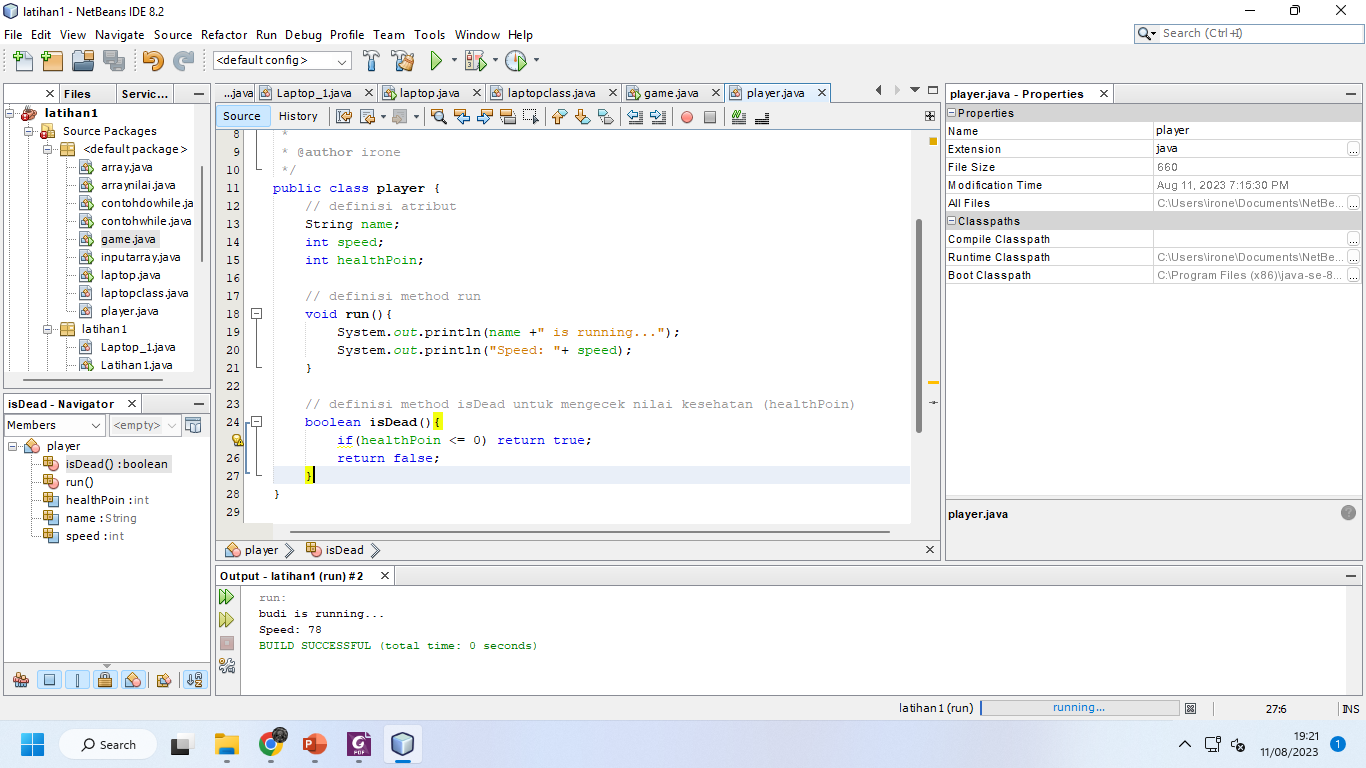 latihan1 - NetBeans IDE 8.2
File Edit View Navigate Source Refactor Run Debug Profile Team Tools Window Help
Search (Ctrl+I)
<default config>
Files
Servic...
latihan1
Source Packages
<default package>
array.java
arraynilai.java
contohdowhile.ja
contohwhile.java
game.java
inputarray.java
laptop.java
laptopclass.java
player.java
latihan1
Laptop_1.java
Latihan1.java
isDead - Navigator
Members
<empty>
player
isDead() : boolean
run()
healthPoin : int
name : String
speed : int
...java
Laptop_1.java
laptop.java
laptopclass.java
game.java
player.java
Source History
8 *
9 * @author irone
10 */
11 public class player {
12 // definisi atribut
13 String name;
14 int speed;
15 int healthPoin;
16
17 // definisi method run
18 void run(){
19 System.out.println(name +" is running...");
20 System.out.println("Speed: "+ speed);
21 }
22
23 // definisi method isDead untuk mengecek nilai kesehatan (healthPoin)
24 boolean isDead(){
if(healthPoin <= 0) return true;
26 return false;
27 }
28 }
29
player
isDead
Output - latihan1 (run) #2
run:
budi is running...
Speed: 78
BUILD SUCCESSFUL (total time: 0 seconds)
player.java - Properties
Properties
Name player
Extension java ...
File Size 660
Modification Time Aug 11, 2023 7:15:30 PM
All Files C:\Users\irone\Documents\NetBe... ...
Classpaths
Compile Classpath ...
Runtime Classpath C:\Users\irone\Documents\NetBe... ...
Boot Classpath C:\Program Files (x86)\java-se-8... ...
player.java
latihan1 (run)
running...
27:6
INS
Search
19:21
11/08/2023
1